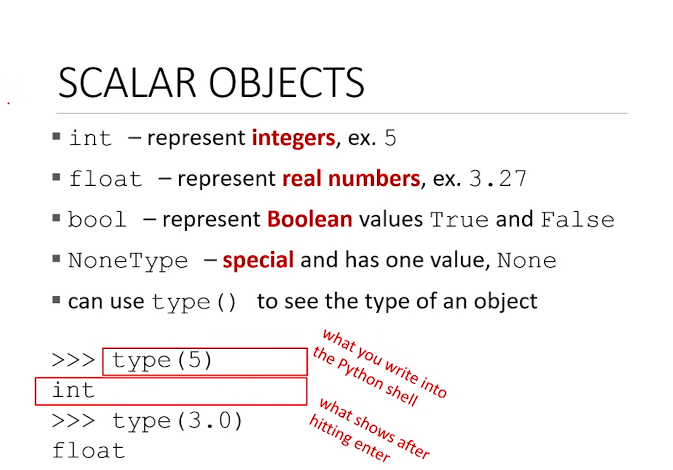 SCALAR OBJECTS
▪ int – represent integers, ex. 5
▪ float – represent real numbers, ex. 3.27
▪ bool – represent Boolean values True and False
▪ NoneType – special and has one value, None
▪ can use type() to see the type of an object
>>> type(5)
int
>>> type(3.0)
float
what you write into
the Python shell
what shows after
hitting enter